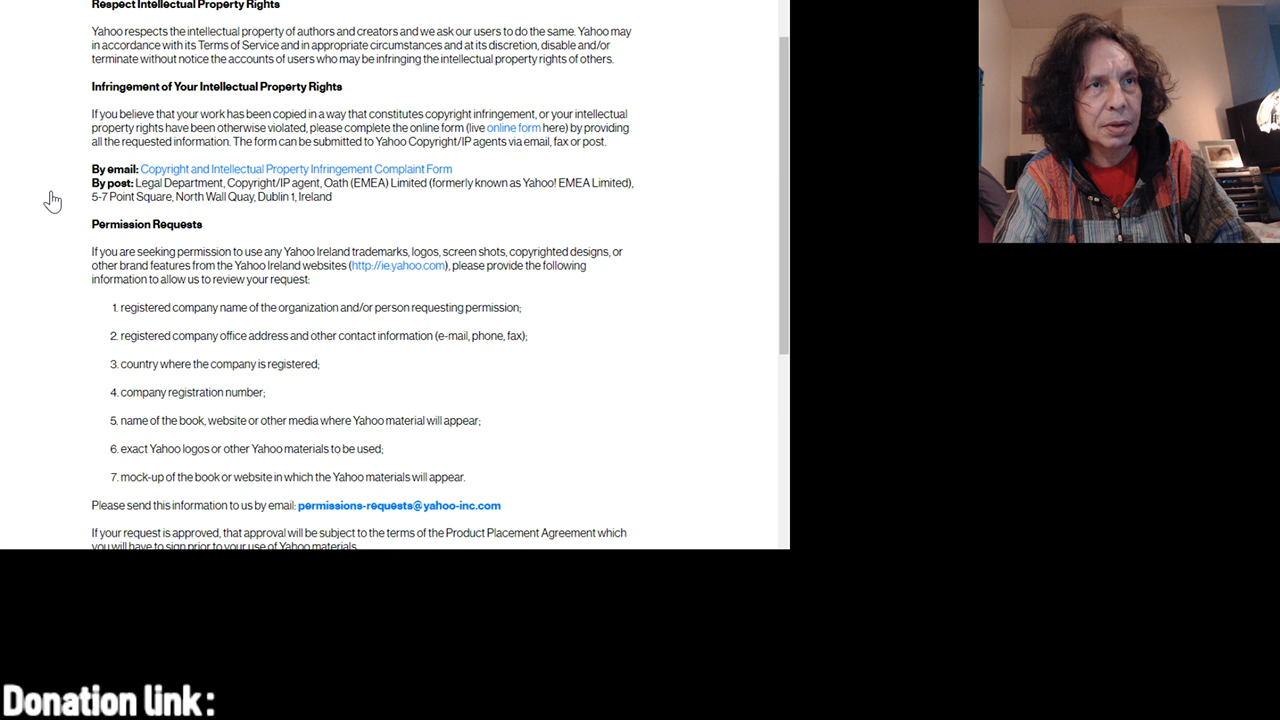 Respect Intellectual Property Rights
Yahoo respects the intellectual property of authors and creators and we ask our users to do the same. Yahoo may
in accordance with its Terms of Service and in appropriate circumstances and at its discretion, disable and/or
terminate without notice the accounts of users who may be infringing the intellectual property rights of others.
Infringement of Your Intellectual Property Rights
If you believe that your work has been copied in a way that constitutes copyright infringement, or your intellectual
property rights have been otherwise violated, please complete the online form (live online form here) by providing
all the requested information. The form can be submitted to Yahoo Copyright/IP agents via email, fax or post.
By email: Copyright and Intellectual Property Infringement Complaint Form
By post: Legal Department, Copyright/IP agent, Oath (EMEA) Limited (formerly known as Yahoo! EMEA Limited),
5-7 Point Square, North Wall Quay, Dublin 1, Ireland
Permission Requests
If you are seeking permission to use any Yahoo Ireland trademarks, logos, screen shots, copyrighted designs, or
other brand features from the Yahoo Ireland websites (http://ie.yahoo.com), please provide the following
information to allow us to review your request:
1. registered company name of the organization and/or person requesting permission;
2. registered company office address and other contact information (e-mail, phone, fax);
3. country where the company is registered;
4. company registration number;
5. name of the book, website or other media where Yahoo material will appear;
6. exact Yahoo logos or other Yahoo materials to be used;
7. mock-up of the book or website in which the Yahoo materials will appear.
Please send this information to us by email: permissions-requests@yahoo-inc.com
If your request is approved, that approval will be subject to the terms of the Product Placement Agreement which
you will have to sign prior to your use of Yahoo materials.
Donation link: